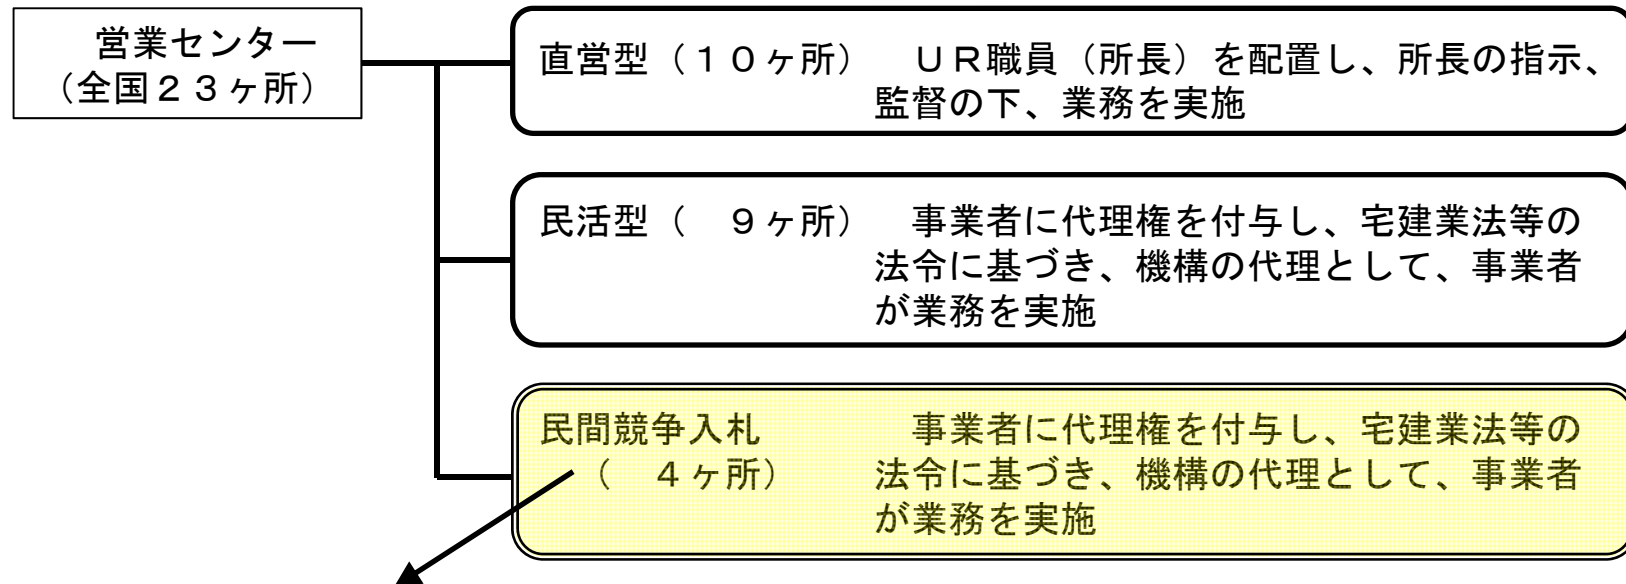 営業センター
（全国２３ヶ所）
直営型（１０ヶ所）　ＵＲ職員（所長）を配置し、所長の指示、
監督の下、業務を実施
民活型（　９ヶ所）　事業者に代理権を付与し、宅建業法等の
法令に基づき、機構の代理として、事業者
が業務を実施
民間競争入札　　　　事業者に代理権を付与し、宅建業法等の
（　４ヶ所）　　法令に基づき、機構の代理として、事業者
が業務を実施